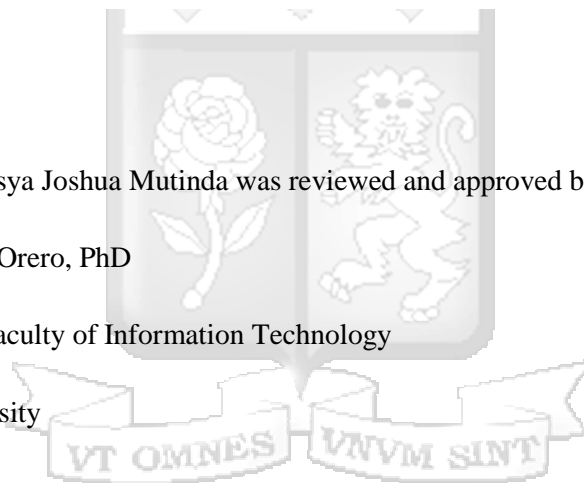 sya Joshua Mutinda was reviewed and approved b
Orero, PhD
aculty of Information Technology
sity
VT OMNES VNVM SINT